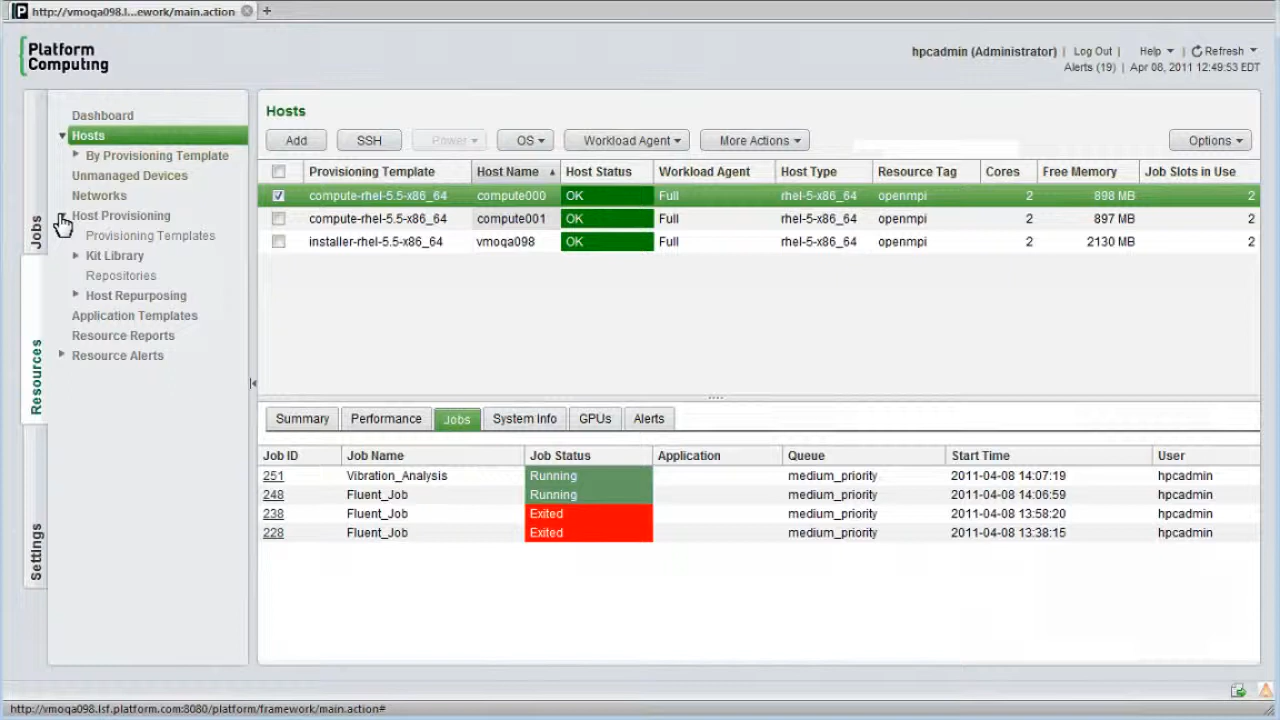 http://vmoqa098.l...ework/main.action
Platform Computing
hpcadmin (Administrator) | Log Out | Help | Refresh
Alerts (19) | Apr 08, 2011 12:49:53 EDT
Jobs
Resources
Settings
Dashboard
Hosts
By Provisioning Template
Unmanaged Devices
Networks
Host Provisioning
Provisioning Templates
Kit Library
Repositories
Host Repurposing
Application Templates
Resource Reports
Resource Alerts
Hosts
Add SSH Power OS Workload Agent More Actions Options
Provisioning Template Host Name Host Status Workload Agent Host Type Resource Tag Cores Free Memory Job Slots in Use
compute-rhel-5.5-x86_64 compute000 OK Full rhel-5-x86_64 openmpi 2 898 MB 2
compute-rhel-5.5-x86_64 compute001 OK Full rhel-5-x86_64 openmpi 2 897 MB 2
installer-rhel-5.5-x86_64 vmoqa098 OK Full rhel-5-x86_64 openmpi 2 2130 MB 2
Summary Performance Jobs System Info GPUs Alerts
Job ID Job Name Job Status Application Queue Start Time User
251 Vibration_Analysis Running medium_priority 2011-04-08 14:07:19 hpcadmin
248 Fluent_Job Running medium_priority 2011-04-08 14:06:59 hpcadmin
238 Fluent_Job Exited medium_priority 2011-04-08 13:58:20 hpcadmin
228 Fluent_Job Exited medium_priority 2011-04-08 13:38:15 hpcadmin
http://vmoqa098.lsf.platform.com:8080/platform/framework/main.action#